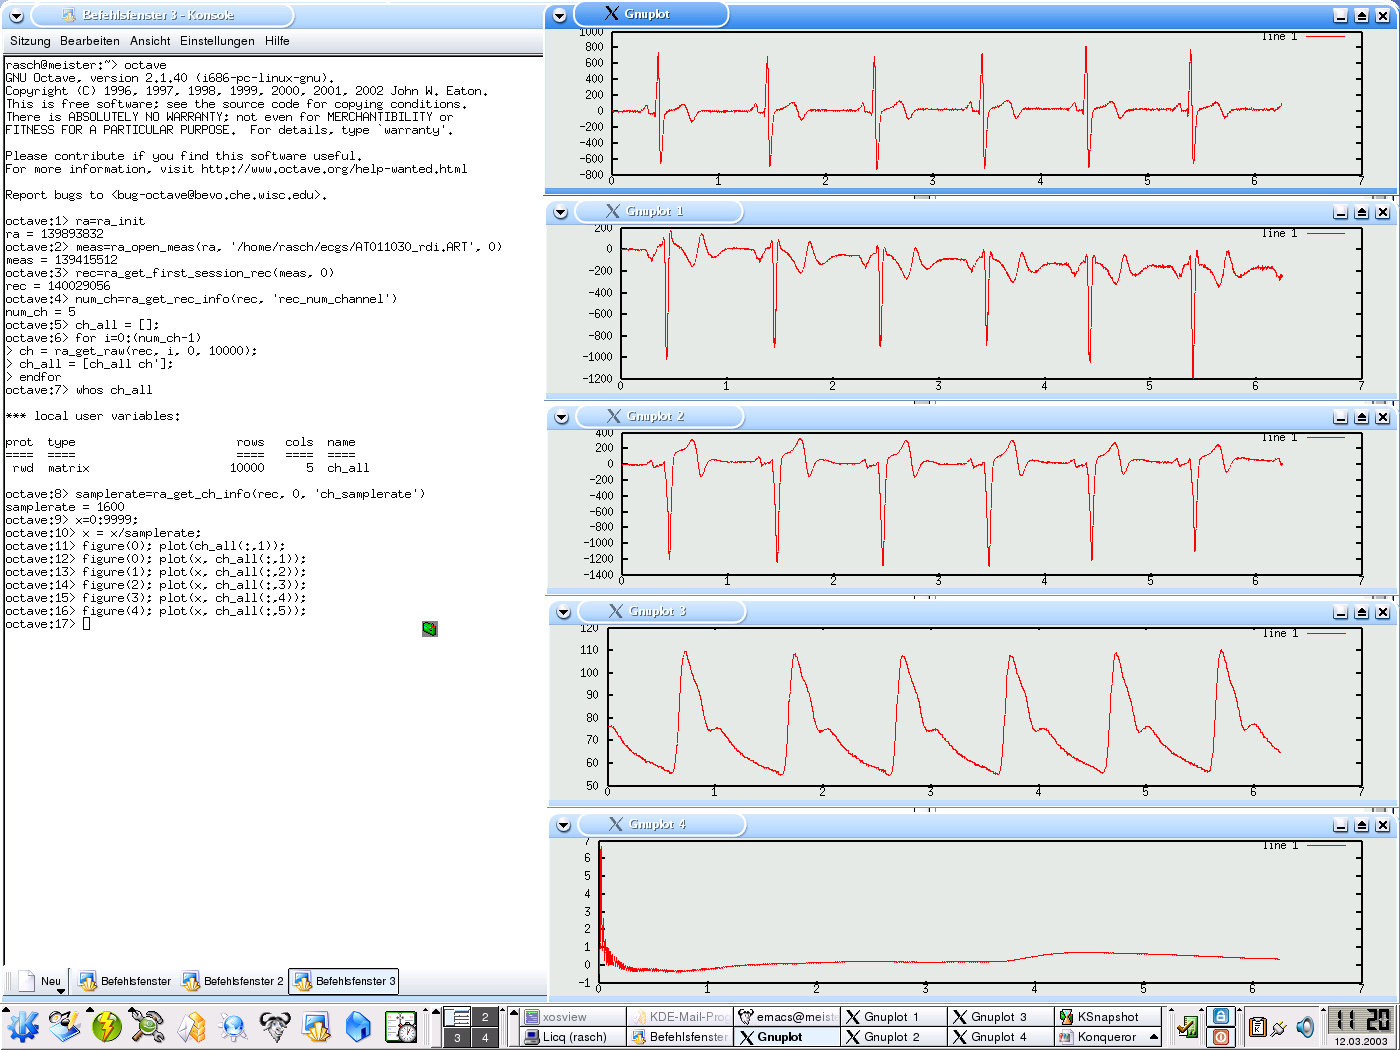 Befehlsfenster 3 - Konsole
Sitzung Bearbeiten Ansicht Einstellungen Hilfe
rasch@meister:~> octave
GNU Octave, version 2.1.40 (i686-pc-linux-gnu).
Copyright (C) 1996, 1997, 1998, 1999, 2000, 2001, 2002 John W. Eaton.
This is free software; see the source code for copying conditions.
There is ABSOLUTELY NO WARRANTY; not even for MERCHANTIBILITY or
FITNESS FOR A PARTICULAR PURPOSE.  For details, type `warranty'.
Please contribute if you find this software useful.
For more information, visit http://www.octave.org/help-wanted.html
Report bugs to <bug-octave@bevo.che.wisc.edu>.
octave:1> ra=ra_init
ra = 139893832
octave:2> meas=ra_open_meas(ra, '/home/rasch/ecgs/AT011030_rdi.ART', 0)
meas = 139415512
octave:3> rec=ra_get_first_session_rec(meas, 0)
rec = 140029056
octave:4> num_ch=ra_get_rec_info(rec, 'rec_num_channel')
num_ch = 5
octave:5> ch_all = [];
octave:6> for i=0:(num_ch-1)
> ch = ra_get_raw(rec, i, 0, 10000);
> ch_all = [ch_all ch'];
> endfor
octave:7> whos ch_all
*** local user variables:
prot  type                       rows   cols  name
====  ====                       ====   ====  ====
rwd  matrix                    10000      5  ch_all
octave:8> samplerate=ra_get_ch_info(rec, 0, 'ch_samplerate')
samplerate = 1600
octave:9> x=0:9999;
octave:10> x = x/samplerate;
octave:11> figure(0); plot(ch_all(:,1));
octave:12> figure(0); plot(x, ch_all(:,1));
octave:13> figure(1); plot(x, ch_all(:,2));
octave:14> figure(2); plot(x, ch_all(:,3));
octave:15> figure(3); plot(x, ch_all(:,4));
octave:16> figure(4); plot(x, ch_all(:,5));
octave:17>
Neu Befehlsfenster Befehlsfenster 2 Befehlsfenster 3
Gnuplot
1000
line 1
800
600
400
200
0
-200
-400
-600
-800
0 1 2 3 4 5 6 7
Gnuplot 1
200
line 1
0
-200
-400
-600
-800
-1000
-1200
0 1 2 3 4 5 6 7
Gnuplot 2
400
line 1
200
0
-200
-400
-600
-800
-1000
-1200
-1400
0 1 2 3 4 5 6 7
Gnuplot 3
120
line 1
110
100
90
80
70
60
50
0 1 2 3 4 5 6 7
Gnuplot 4
7
line 1
6
5
4
3
2
1
0
-1
0 1 2 3 4 5 6 7
2
3 4
xosview KDE-Mail-Prog emacs@meiste Gnuplot 1 Gnuplot 3 KSnapshot
Licq (rasch) Befehlsfenster Gnuplot Gnuplot 2 Gnuplot 4 Konqueror
11 20
12.03.2003